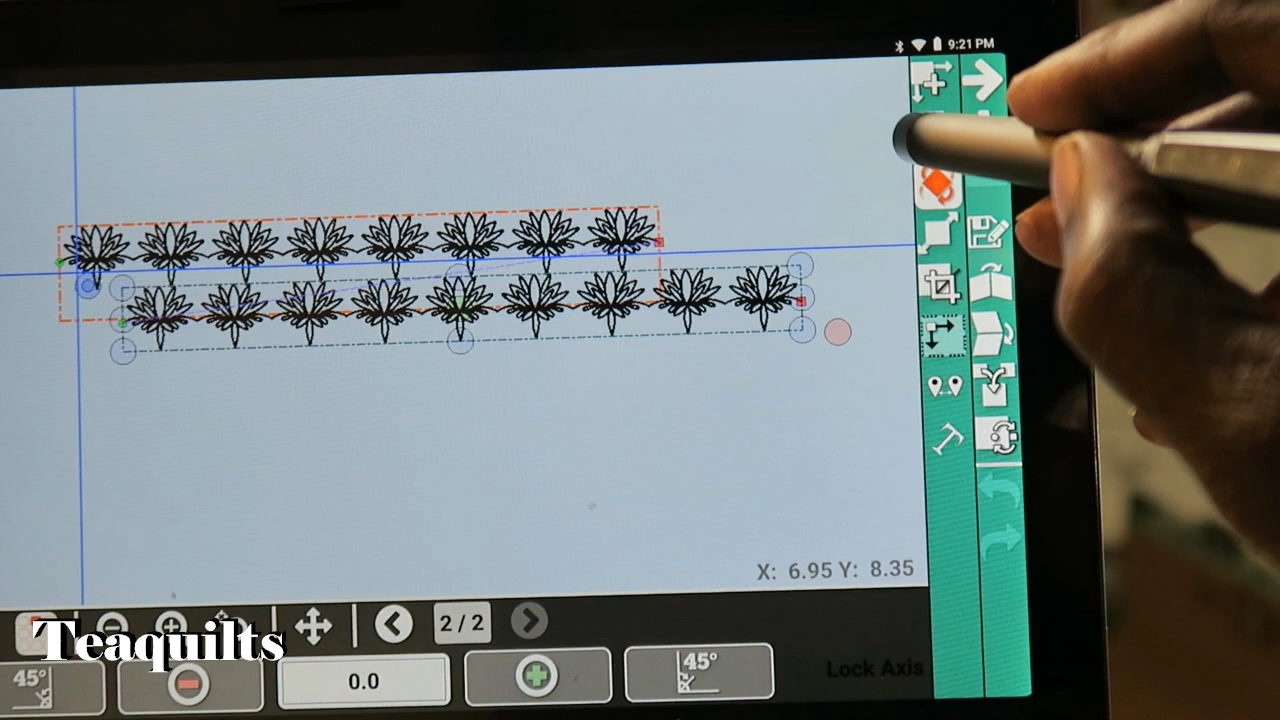 9:21 PM
X: 6.95 Y: 8.35
2 / 2
Teaquilts
45°
0.0
45°
Lock Axis